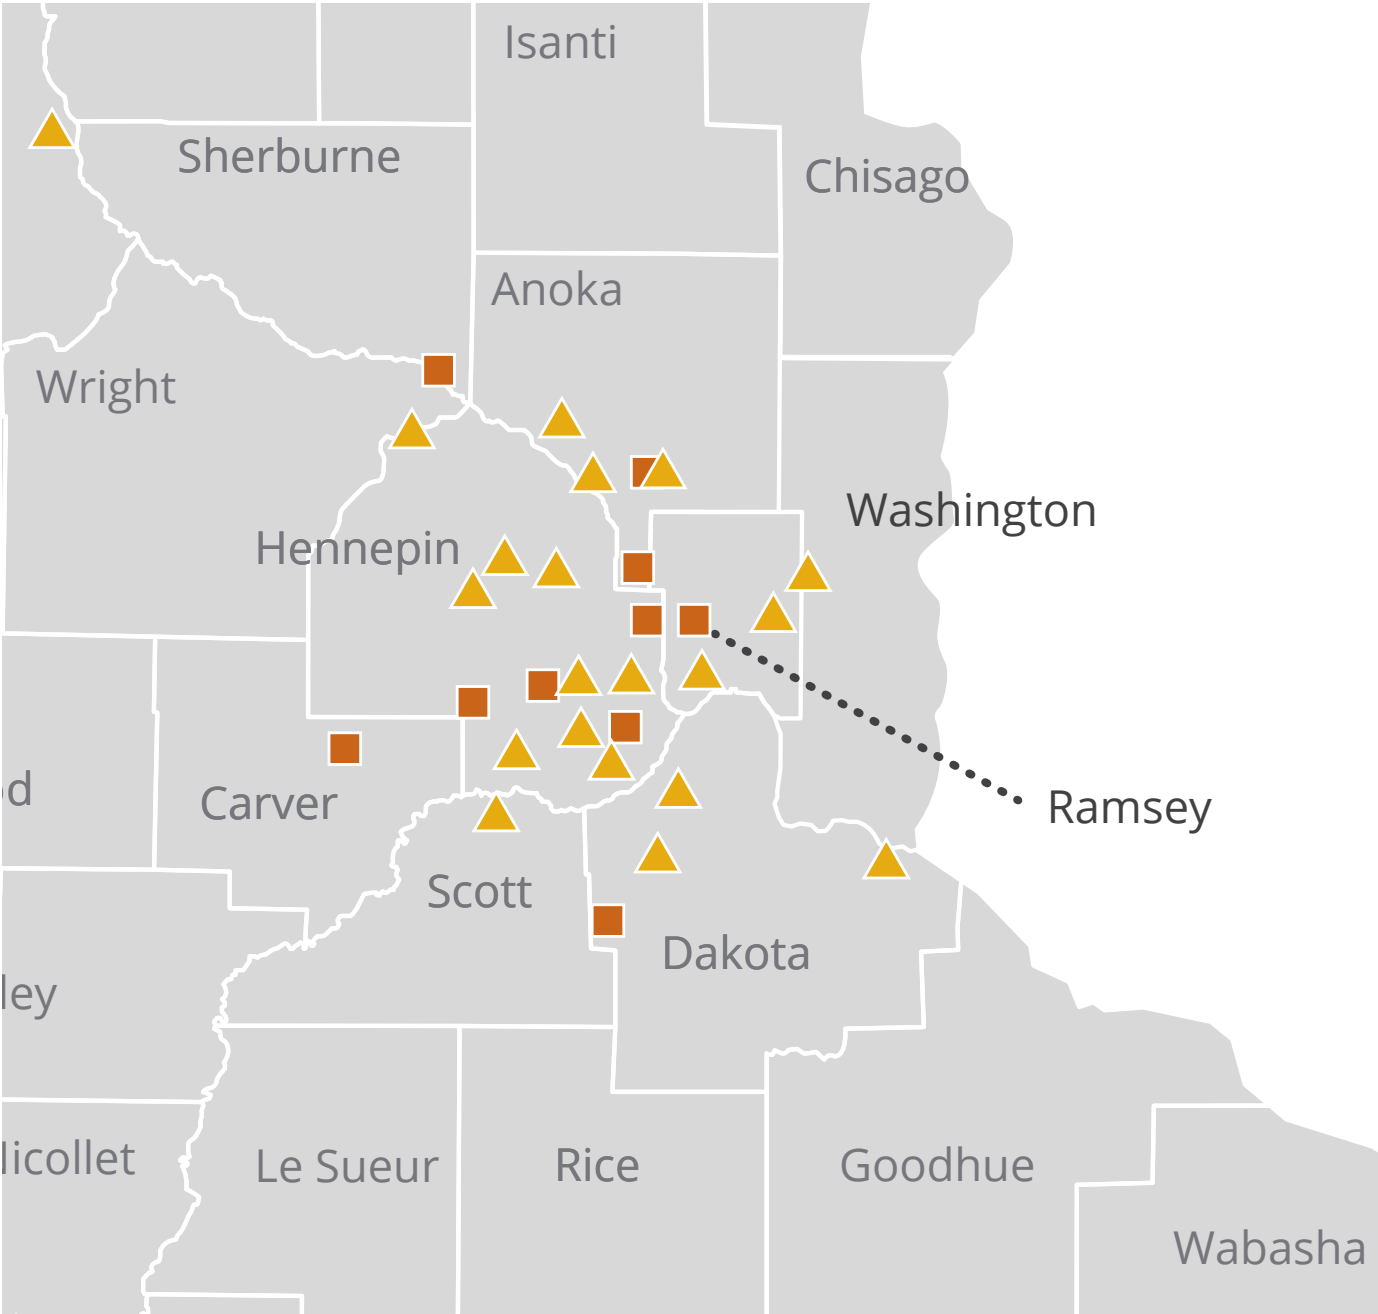 Isanti
Sherburne
Chisago
Anoka
Wright
Washington
Hennepin
d
Carver
Ramsey
Scott
Dakota
ley
licollet
Le Sueur
Rice
Goodhue
Wabasha